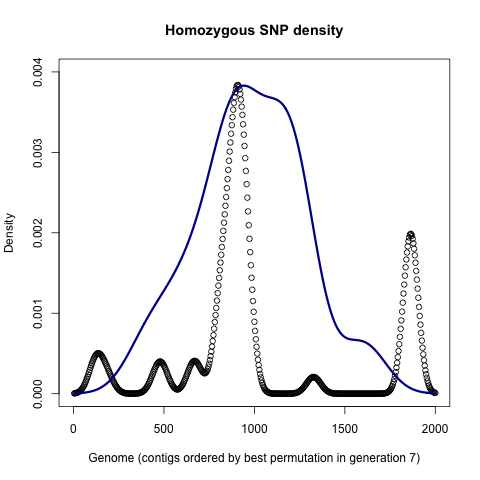 Homozygous SNP density
Density
0.004
0.003
0.002
0.001
0.000
0 500 1000 1500 2000
Genome (contigs ordered by best permutation in generation 7)